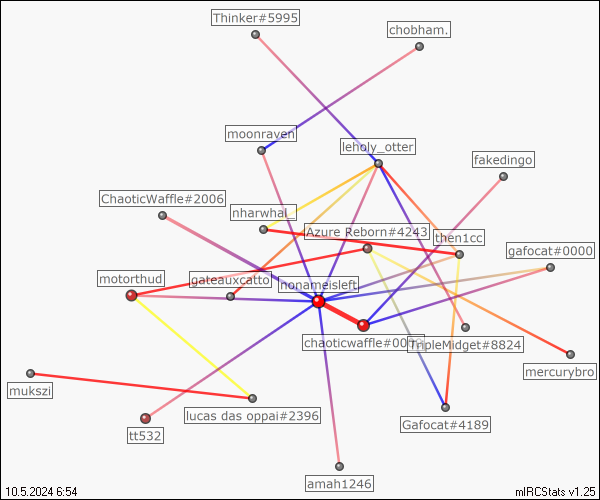 Thinker#5995
chobham.
moonraven
leholy_otter
fakedingo
ChaoticWaffle#2006
nharwhal_
Azure Reborn#4243
then1cc
gafocat#0000
motorthud
gateauxcatto
nonameisleft
chaoticwaffle#00
TripleMidget#8824
mercurybro
mukszi
lucas das oppai#2396
Gafocat#4189
tt532
amah1246
10.5.2024 6:54
mIRCStats v1.25